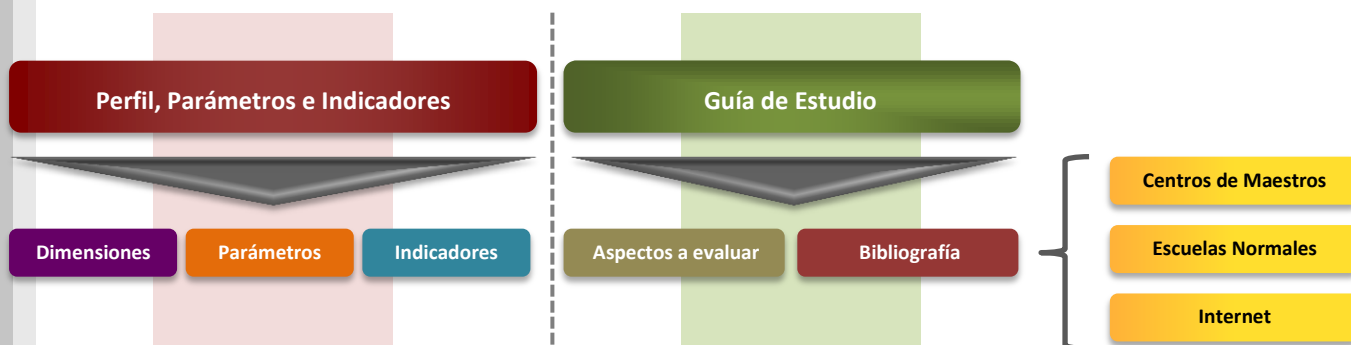 Perfil, Parámetros e Indicadores
Guía de Estudio
Dimensiones
Parámetros
Indicadores
Aspectos a evaluar
Bibliografía
Centros de Maestros
Escuelas Normales
Internet